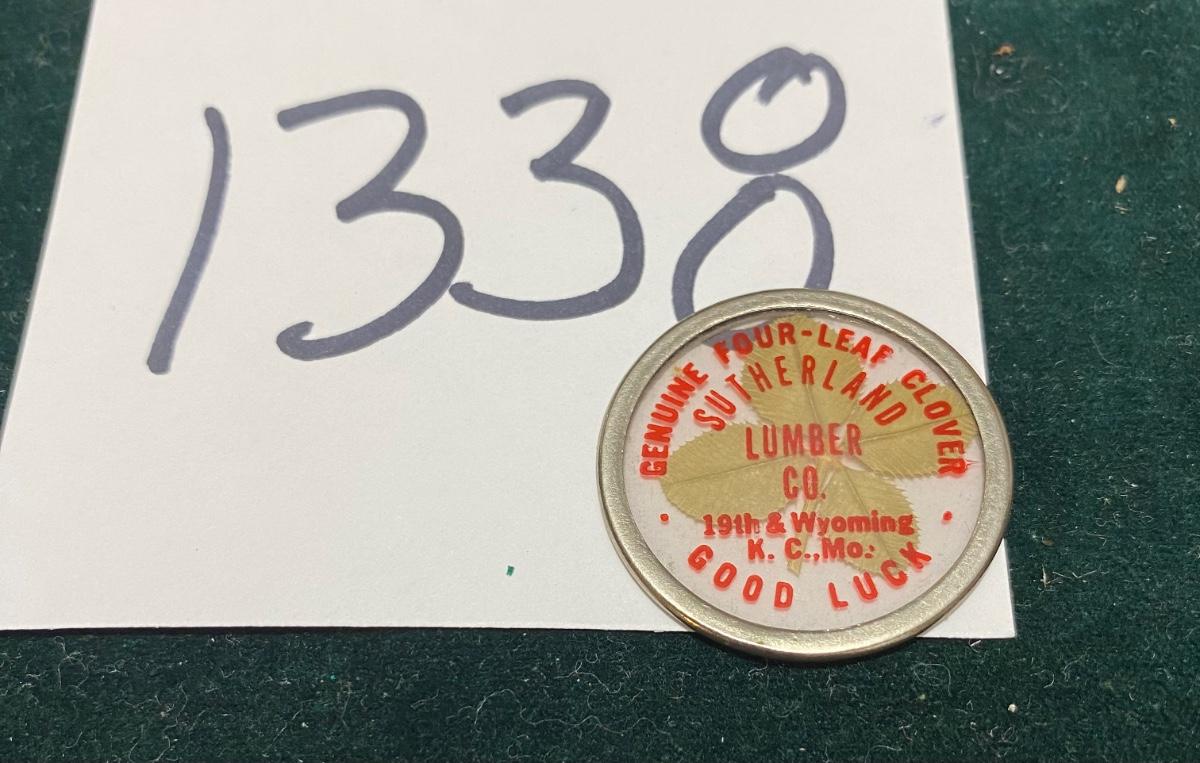 1338
GENUINE FOUR-LEAF CLOVER
SUTHERLAND
LUMBER
CO.
19th & Wyoming
K. C., Mo.
GOOD LUCK